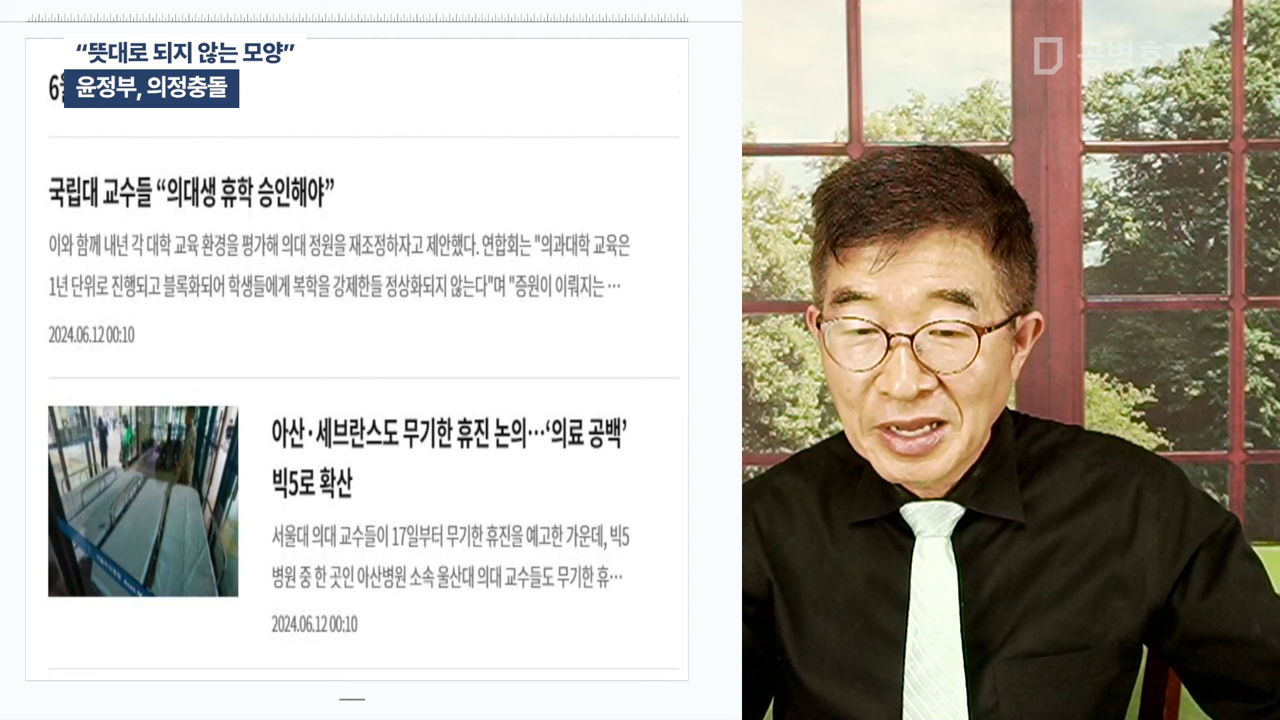 “뜻대로 되지 않는 모양”
윤정부, 의정충돌
국립대 교수들 “의대생 휴학 승인해야”
이와 함께 내년 각 대학 교육 환경을 평가해 의대 정원을 재조정하자고 제안했다. 연합회는 "의과대학 교육은
1년 단위로 진행되고 블록화되어 학생들에게 복학을 강제한들 정상화되지 않는다"며 "증원이 이뤄지는 …
2024.06.12 00:10
아산·세브란스도 무기한 휴진 논의…‘의료 공백’
빅5로 확산
서울대 의대 교수들이 17일부터 무기한 휴진을 예고한 가운데, 빅5
병원 중 한 곳인 아산병원 소속 울산대 의대 교수들도 무기한 휴…
2024.06.12 00:10